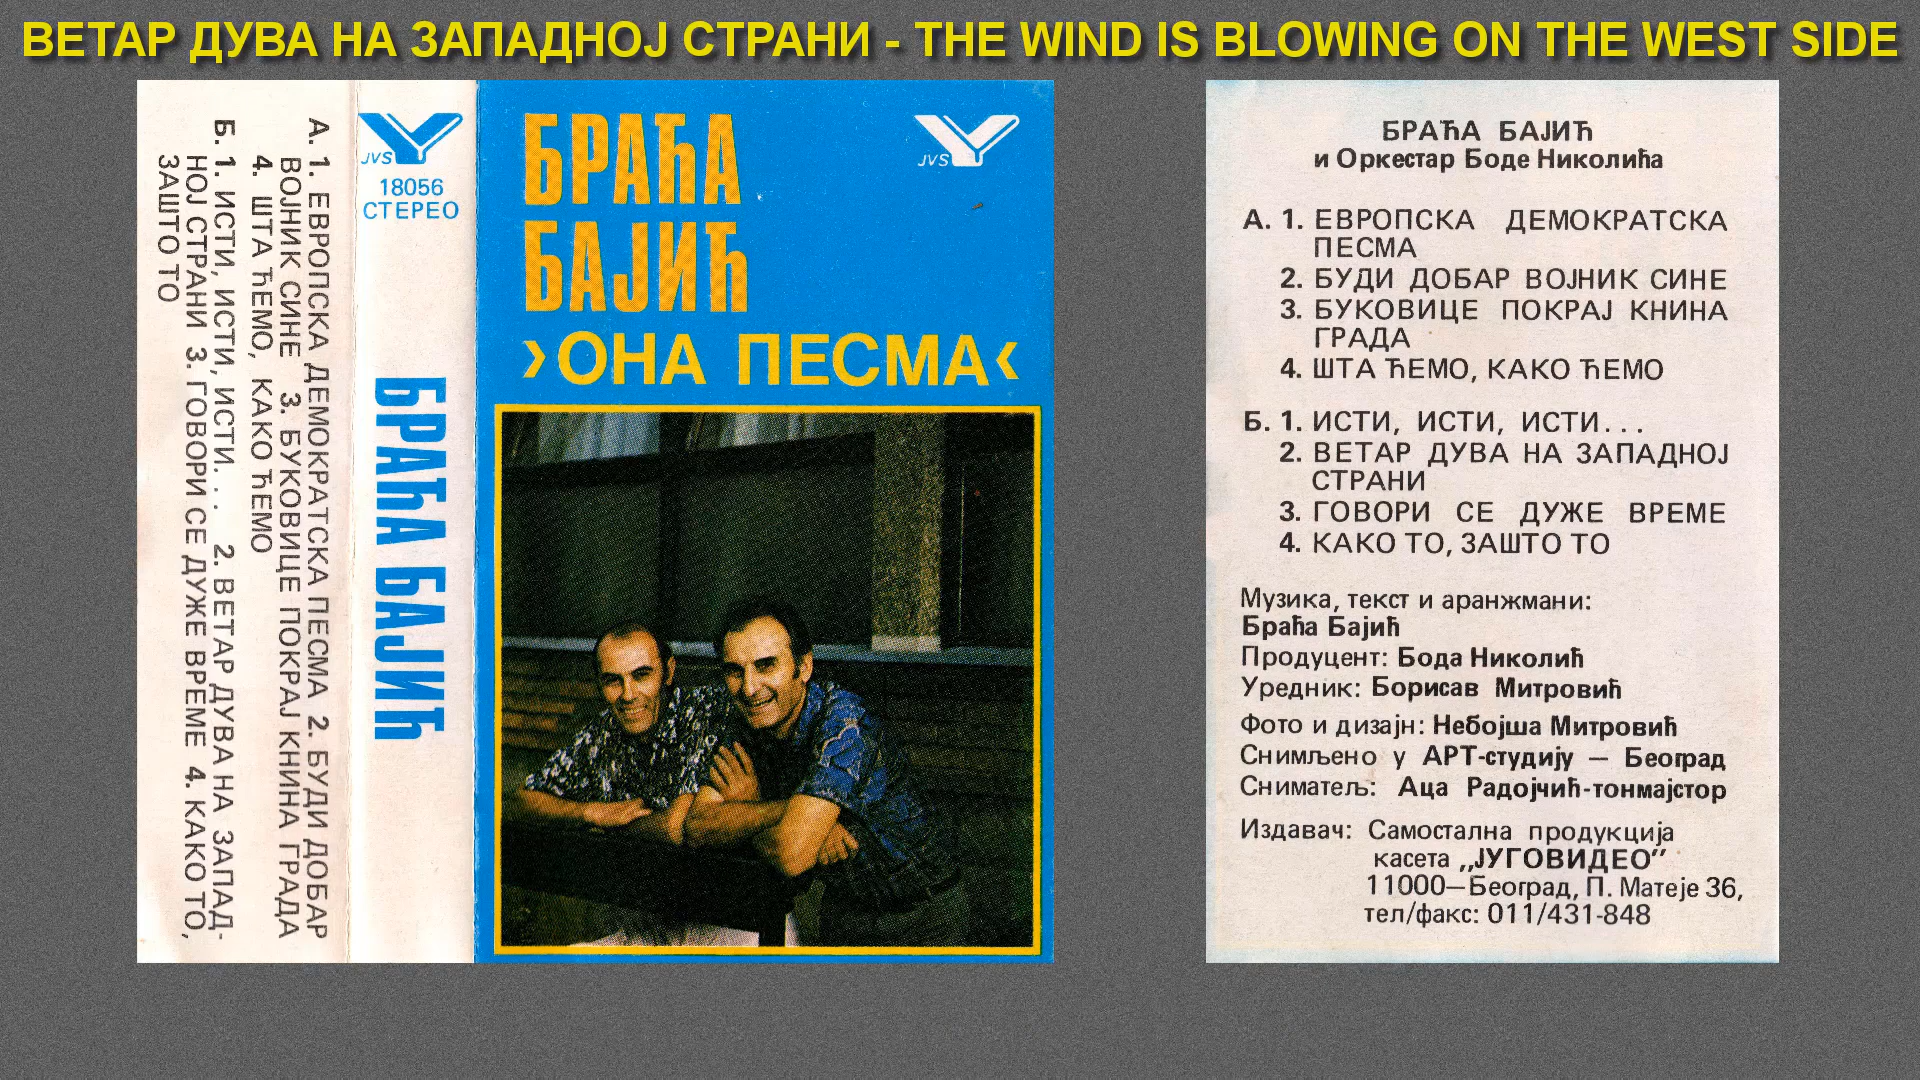 ВЕТАР ДУВА НА ЗАПАДНОЈ СТРАНИ - THE WIND IS BLOWING ON THE WEST SIDE
А. 1. ЕВРОПСКА ДЕМОКРАТСКА ПЕСМА 2. БУДИ ДОБАР
ВОЈНИК СИНЕ 3. БУКОВИЦЕ ПОКРАЈ КНИНА ГРАДА
4. ШТА ЋЕМО, КАКО ЋЕМО
Б. 1. ИСТИ, ИСТИ, ИСТИ... 2. ВЕТАР ДУВА НА ЗАПАД-
НОЈ СТРАНИ 3. ГОВОРИ СЕ ДУЖЕ ВРЕМЕ 4. КАКО ТО,
ЗАШТО ТО
JVS
18056
СТЕРЕО
БРАЋА БАЈИЋ
БРАЋА
БАЈИЋ
›ОНА ПЕСМА‹
JVS
БРАЋА БАЈИЋ
и Оркестар Боде Николића
А. 1. ЕВРОПСКА ДЕМОКРАТСКА
ПЕСМА
2. БУДИ ДОБАР ВОЈНИК СИНЕ
3. БУКОВИЦЕ ПОКРАЈ КНИНА
ГРАДА
4. ШТА ЋЕМО, КАКО ЋЕМО
Б. 1. ИСТИ, ИСТИ, ИСТИ...
2. ВЕТАР ДУВА НА ЗАПАДНОЈ
СТРАНИ
3. ГОВОРИ СЕ ДУЖЕ ВРЕМЕ
4. КАКО ТО, ЗАШТО ТО
Музика, текст и аранжмани:
Браћа Бајић
Продуцент: Бода Николић
Уредник: Борисав Митровић
Фото и дизајн: Небојша Митровић
Снимљено у АРТ-студију — Београд
Сниматељ: Аца Радојчић-тонмајстор
Издавач: Самостална продукција
касета „ЈУГОВИДЕО”
11000—Београд, П. Матеје 36,
тел/факс: 011/431-848